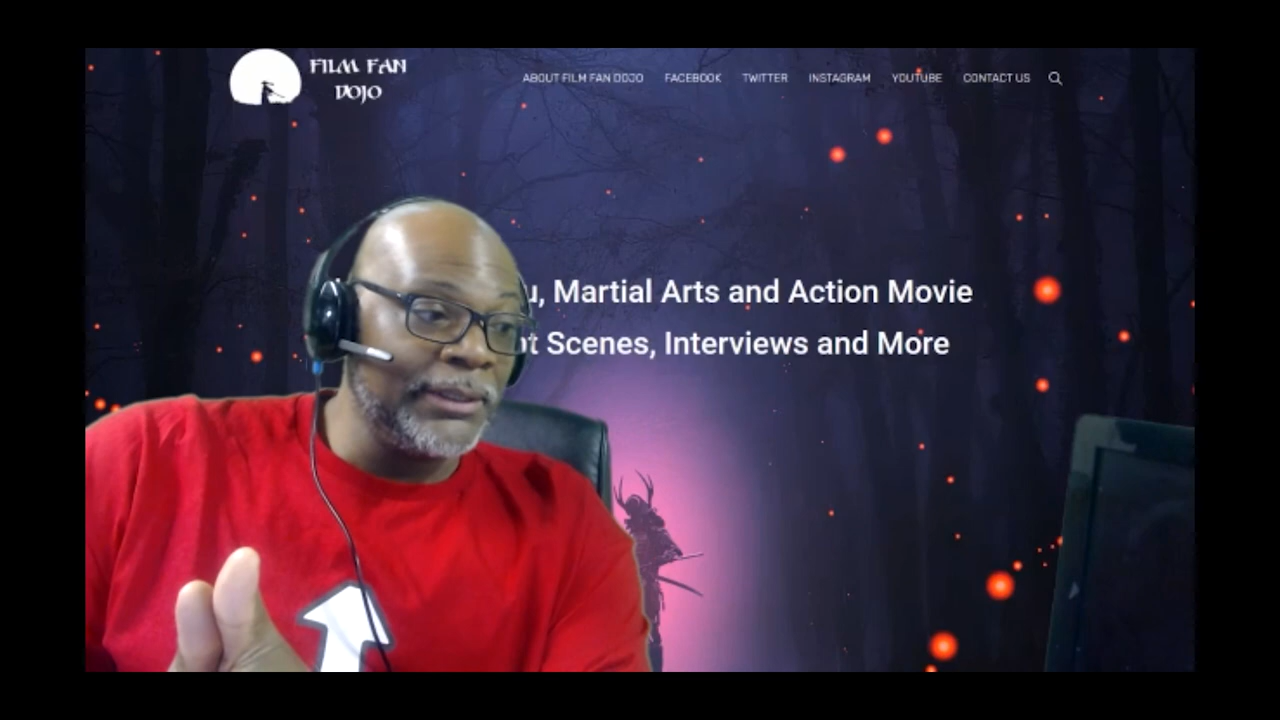 FILM FAN
DOJO
ABOUT FILM FAN DOJO FACEBOOK TWITTER INSTAGRAM YOUTUBE CONTACT US
u, Martial Arts and Action Movie
ot Scenes, Interviews and More